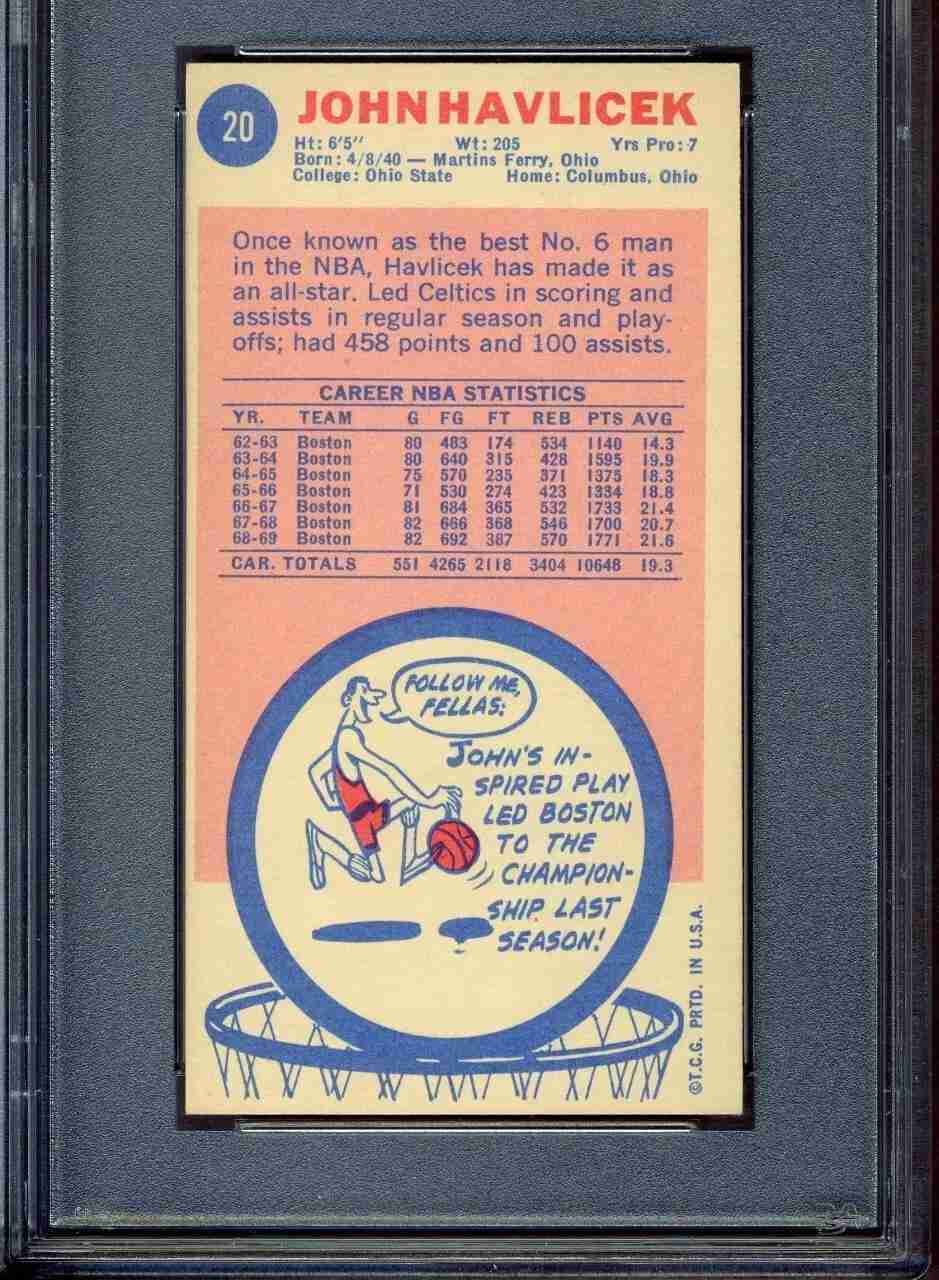 20
JOHN HAVLICEK
Ht: 6'5" Wt: 205 Yrs Pro: 7
Born: 4/8/40 — Martins Ferry, Ohio
College: Ohio State Home: Columbus, Ohio
Once known as the best No. 6 man
in the NBA, Havlicek has made it as
an all-star. Led Celtics in scoring and
assists in regular season and play-
offs; had 458 points and 100 assists.
CAREER NBA STATISTICS
YR. TEAM G FG FT REB PTS AVG
62-63 Boston 80 483 174 534 1140 14.3
63-64 Boston 80 640 315 428 1595 19.9
64-65 Boston 75 570 235 371 1375 18.3
65-66 Boston 71 530 274 423 1334 18.8
66-67 Boston 81 684 365 532 1733 21.4
67-68 Boston 82 666 368 546 1700 20.7
68-69 Boston 82 692 387 570 1771 21.6
CAR. TOTALS 551 4265 2118 3404 10648 19.3
FOLLOW ME,
FELLAS:
JOHN'S IN-
SPIRED PLAY
LED BOSTON
TO THE
CHAMPION-
SHIP LAST
SEASON!
©T.C.G. PRTD. IN U.S.A.